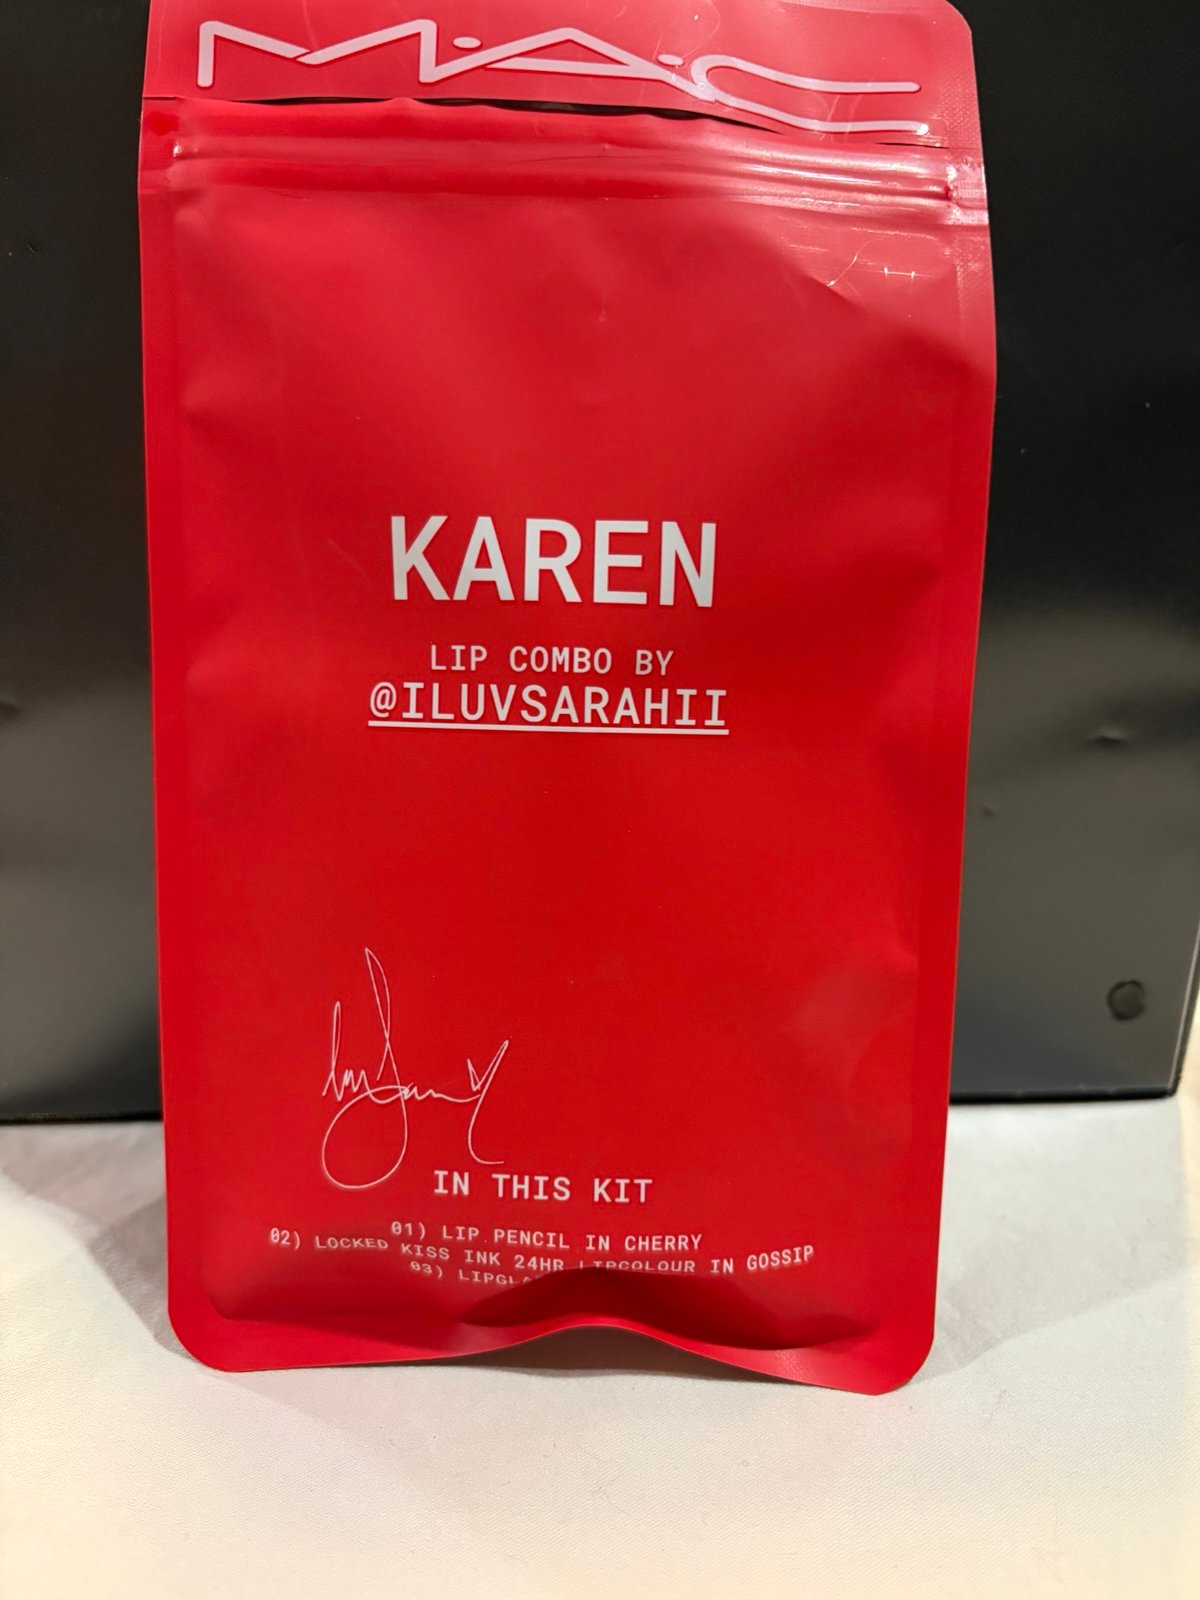 M·A·C
KAREN
LIP COMBO BY
@ILUVSARAHII
IN THIS KIT
01) LIP PENCIL IN CHERRY
02) LOCKED KISS INK 24HR LIPCOLOUR IN GOSSIP
03)